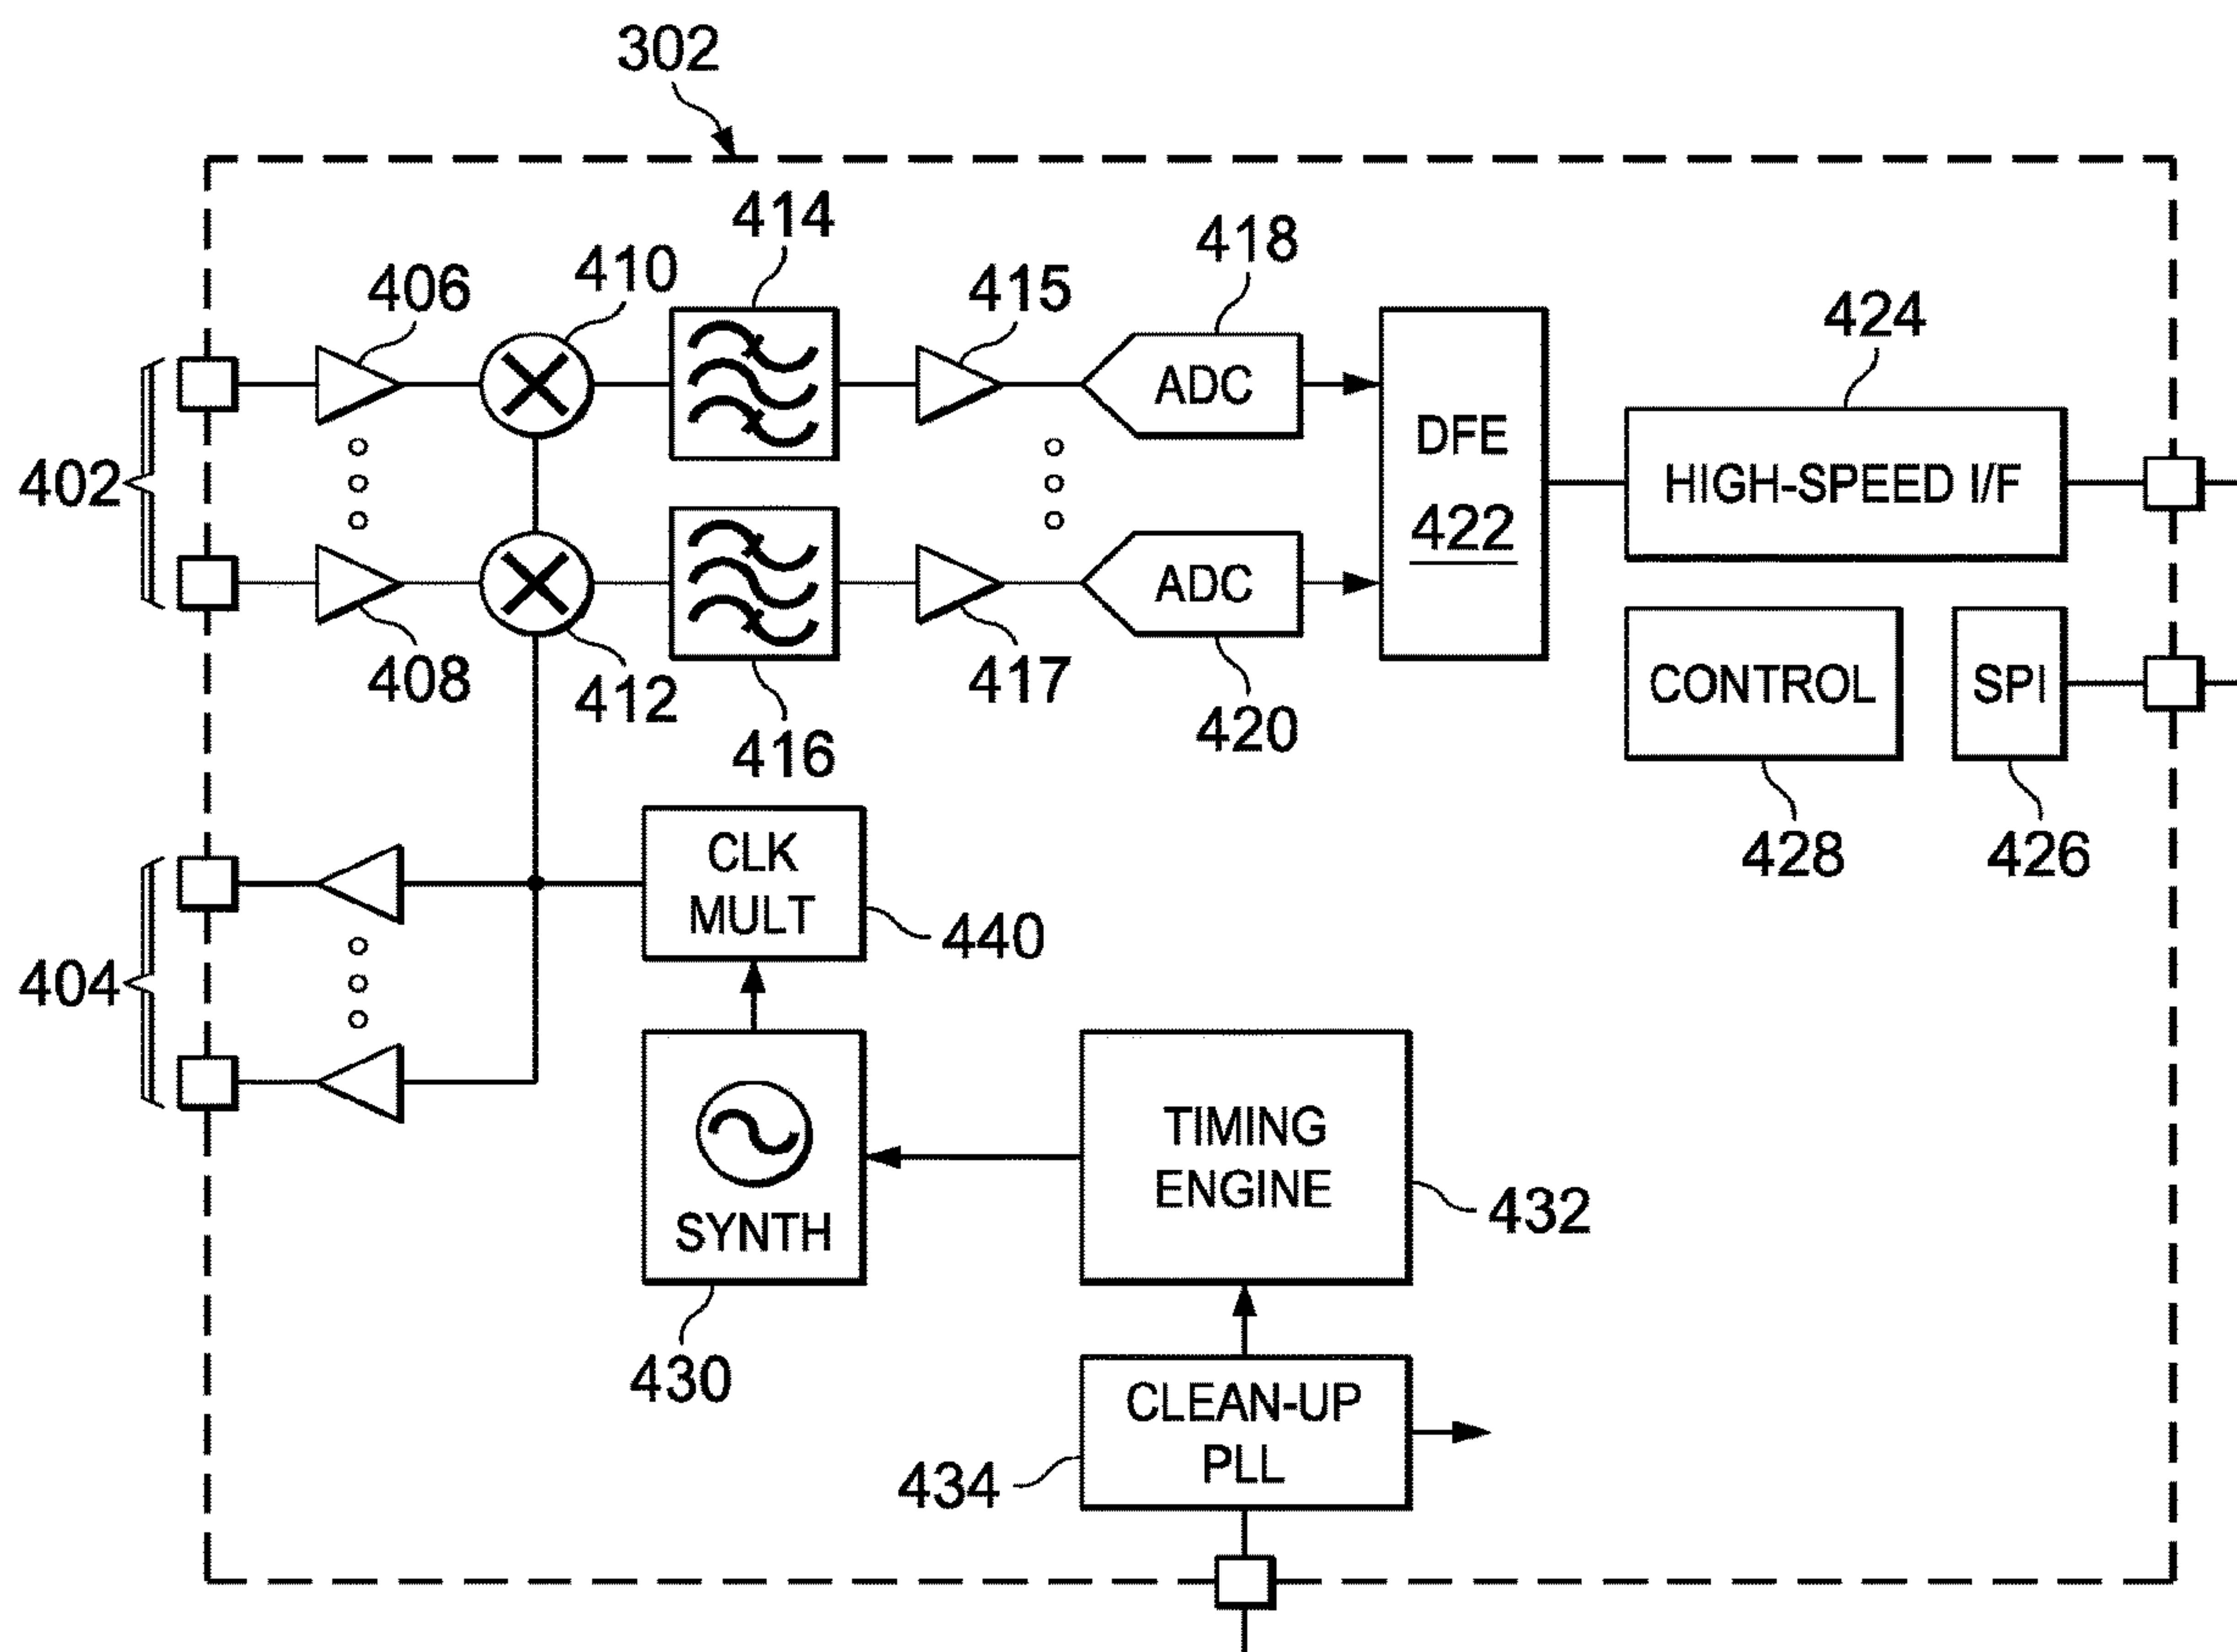 302
414
418
410
406
415
424
ADC
DFE
422
HIGH-SPEED I/F
402
ADC
CONTROL
SPI
408
412
417
420
416
428
426
CLK
MULT
440
404
TIMING
ENGINE
432
SYNTH
430
CLEAN-UP
PLL
434